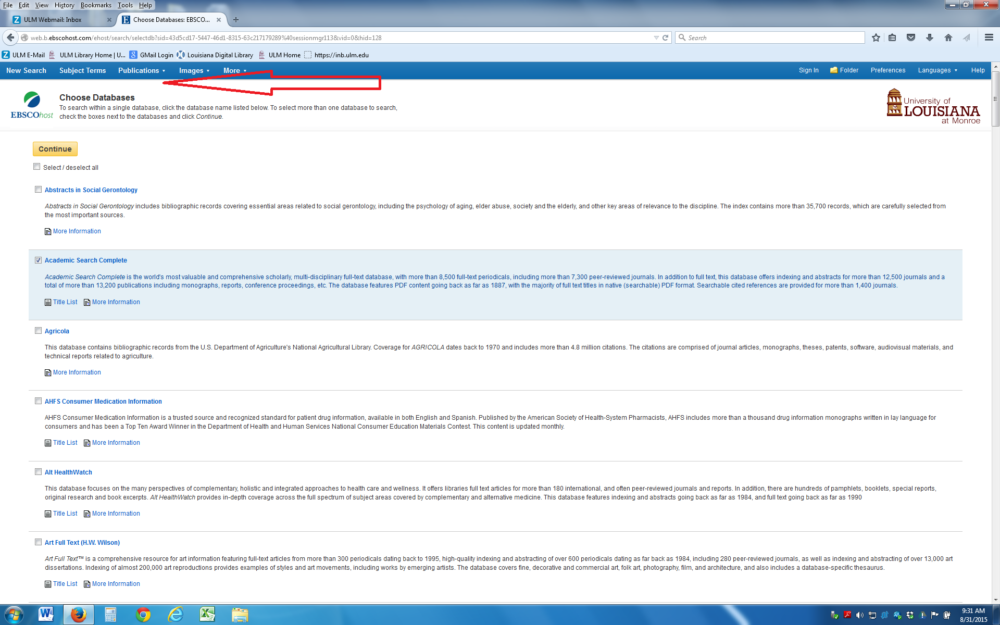 File Edit View History Bookmarks Tools Help
ULM Webmail: Inbox
Choose Databases: EBSCO...
web.b.ebscohost.com/ehost/search/selectdb?sid=43d5cd17-5447-46d1-8315-63c217179289%40sessionmgr113&vid=0&hid=128
Search
ULM E-Mail ULM Library Home | U... GMail Login Louisiana Digital Library ULM Home https://inb.ulm.edu
New Search Subject Terms Publications Images More
Sign In Folder Preferences Languages Help
EBSCOhost
Choose Databases
To search within a single database, click the database name listed below. To select more than one database to search,
check the boxes next to the databases and click Continue.
University of
LOUISIANA
at Monroe
Continue
Select / deselect all
Abstracts in Social Gerontology
Abstracts in Social Gerontology includes bibliographic records covering essential areas related to social gerontology, including the psychology of aging, elder abuse, society and the elderly, and other key areas of relevance to the discipline. The index contains more than 35,700 records, which are carefully selected from
the most important sources.
More Information
Academic Search Complete
Academic Search Complete is the world's most valuable and comprehensive scholarly, multi-disciplinary full-text database, with more than 8,500 full-text periodicals, including more than 7,300 peer-reviewed journals. In addition to full text, this database offers indexing and abstracts for more than 12,500 journals and a
total of more than 13,200 publications including monographs, reports, conference proceedings, etc. The database features PDF content going back as far as 1887, with the majority of full text titles in native (searchable) PDF format. Searchable cited references are provided for more than 1,400 journals.
Title List More Information
Agricola
This database contains bibliographic records from the U.S. Department of Agriculture's National Agricultural Library. Coverage for AGRICOLA dates back to 1970 and includes more than 4.8 million citations. The citations are comprised of journal articles, monographs, theses, patents, software, audiovisual materials, and
technical reports related to agriculture.
More Information
AHFS Consumer Medication Information
AHFS Consumer Medication Information is a trusted source and recognized standard for patient drug information, available in both English and Spanish. Published by the American Society of Health-System Pharmacists, AHFS includes more than a thousand drug information monographs written in lay language for
consumers and has been a Top Ten Award Winner in the Department of Health and Human Services National Consumer Education Materials Contest. This content is updated monthly.
Title List More Information
Alt HealthWatch
This database focuses on the many perspectives of complementary, holistic and integrated approaches to health care and wellness. It offers libraries full text articles for more than 180 international, and often peer-reviewed journals and reports. In addition, there are hundreds of pamphlets, booklets, special reports,
original research and book excerpts. Alt HealthWatch provides in-depth coverage across the full spectrum of subject areas covered by complementary and alternative medicine. This database features indexing and abstracts going back as far as 1984, and full text going back as far as 1990
Title List More Information
Art Full Text (H.W. Wilson)
Art Full Text™ is a comprehensive resource for art information featuring full-text articles from more than 300 periodicals dating back to 1995, high-quality indexing and abstracting of over 600 periodicals dating as far back as 1984, including 280 peer-reviewed journals, as well as indexing and abstracting of over 13,000 art
dissertations. Indexing of almost 200,000 art reproductions provides examples of styles and art movements, including works by emerging artists. The database covers fine, decorative and commercial art, folk art, photography, film, and architecture, and also includes a database-specific thesaurus.
Title List More Information
9:31 AM
8/31/2015